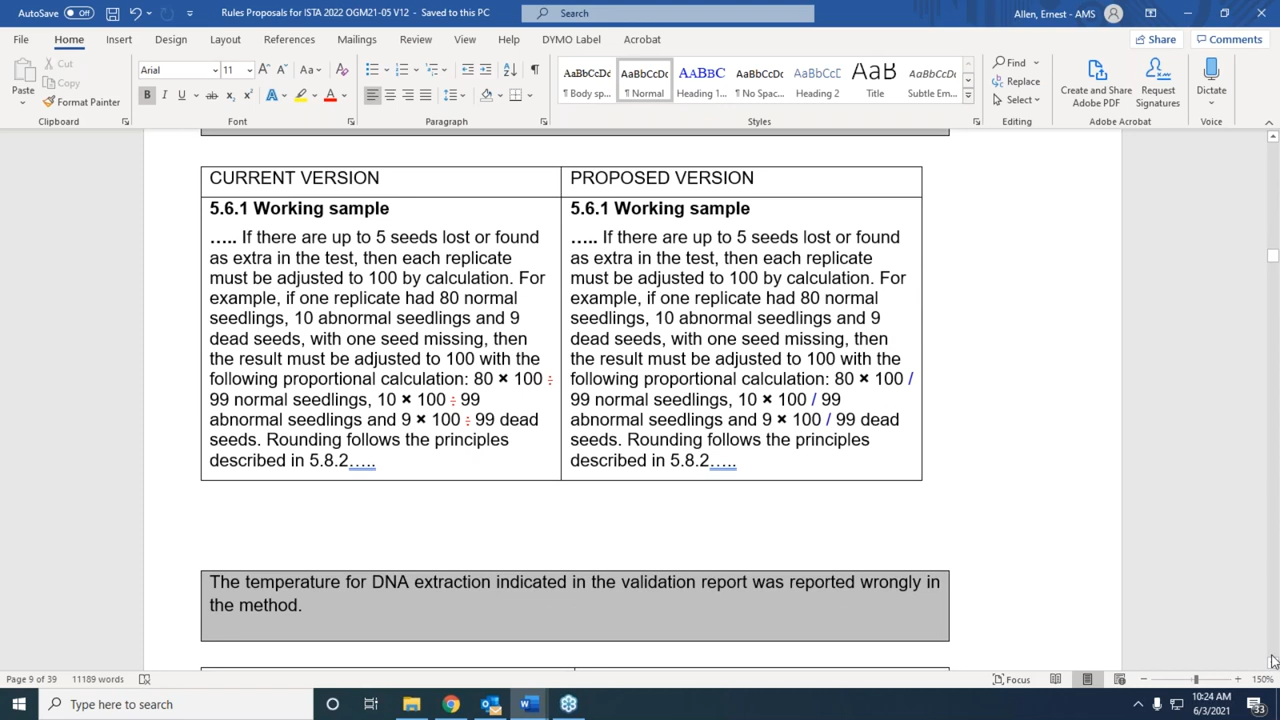 AutoSave Off Rules Proposals for ISTA 2022 OGM21-05 V12 - Saved to this PC Search Allen, Ernest - AMS
File Home Insert Design Layout References Mailings Review View Help DYMO Label Acrobat Share Comments
Paste Cut Copy Format Painter
Clipboard
Arial 11
Font
Paragraph
AaBbCcDc AaBbCcDc AaBbC AaBbCcDc AaBbCcD AaB AaBbCcDc
¶ Body sp... ¶ Normal Heading 1... ¶ No Spac... Heading 2 Title Subtle Em...
Styles
Find
Replace
Select
Editing
Create and Share Adobe PDF Request Signatures
Adobe Acrobat
Dictate
Voice
CURRENT VERSION
5.6.1 Working sample
..... If there are up to 5 seeds lost or found
as extra in the test, then each replicate
must be adjusted to 100 by calculation. For
example, if one replicate had 80 normal
seedlings, 10 abnormal seedlings and 9
dead seeds, with one seed missing, then
the result must be adjusted to 100 with the
following proportional calculation: 80 × 100 ÷
99 normal seedlings, 10 × 100 ÷ 99
abnormal seedlings and 9 × 100 ÷ 99 dead
seeds. Rounding follows the principles
described in 5.8.2…..
PROPOSED VERSION
5.6.1 Working sample
..... If there are up to 5 seeds lost or found
as extra in the test, then each replicate
must be adjusted to 100 by calculation. For
example, if one replicate had 80 normal
seedlings, 10 abnormal seedlings and 9
dead seeds, with one seed missing, then
the result must be adjusted to 100 with the
following proportional calculation: 80 × 100 /
99 normal seedlings, 10 × 100 / 99
abnormal seedlings and 9 × 100 / 99 dead
seeds. Rounding follows the principles
described in 5.8.2…..
The temperature for DNA extraction indicated in the validation report was reported wrongly in
the method.
Page 9 of 39 11189 words Focus 150%
Type here to search 10:24 AM
6/3/2021 33